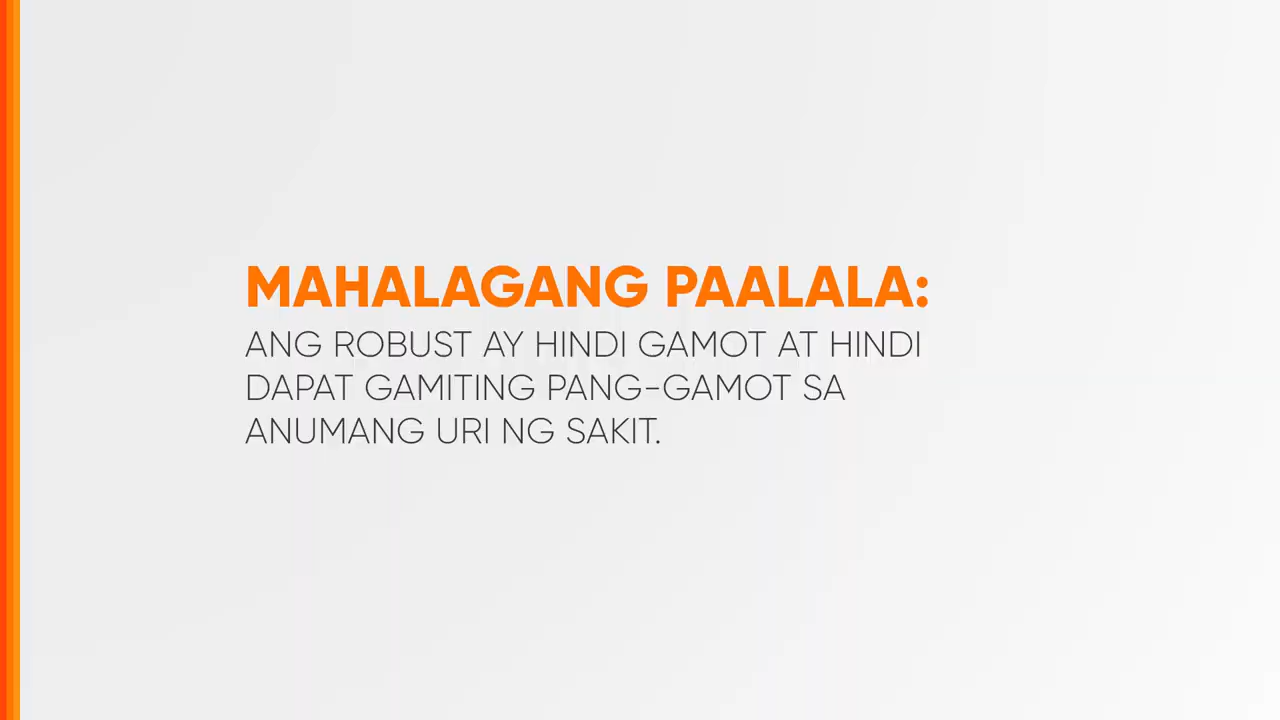 MAHALAGANG PAALALA:
ANG ROBUST AY HINDI GAMOT AT HINDI
DAPAT GAMITING PANG-GAMOT SA
ANUMANG URI NG SAKIT.